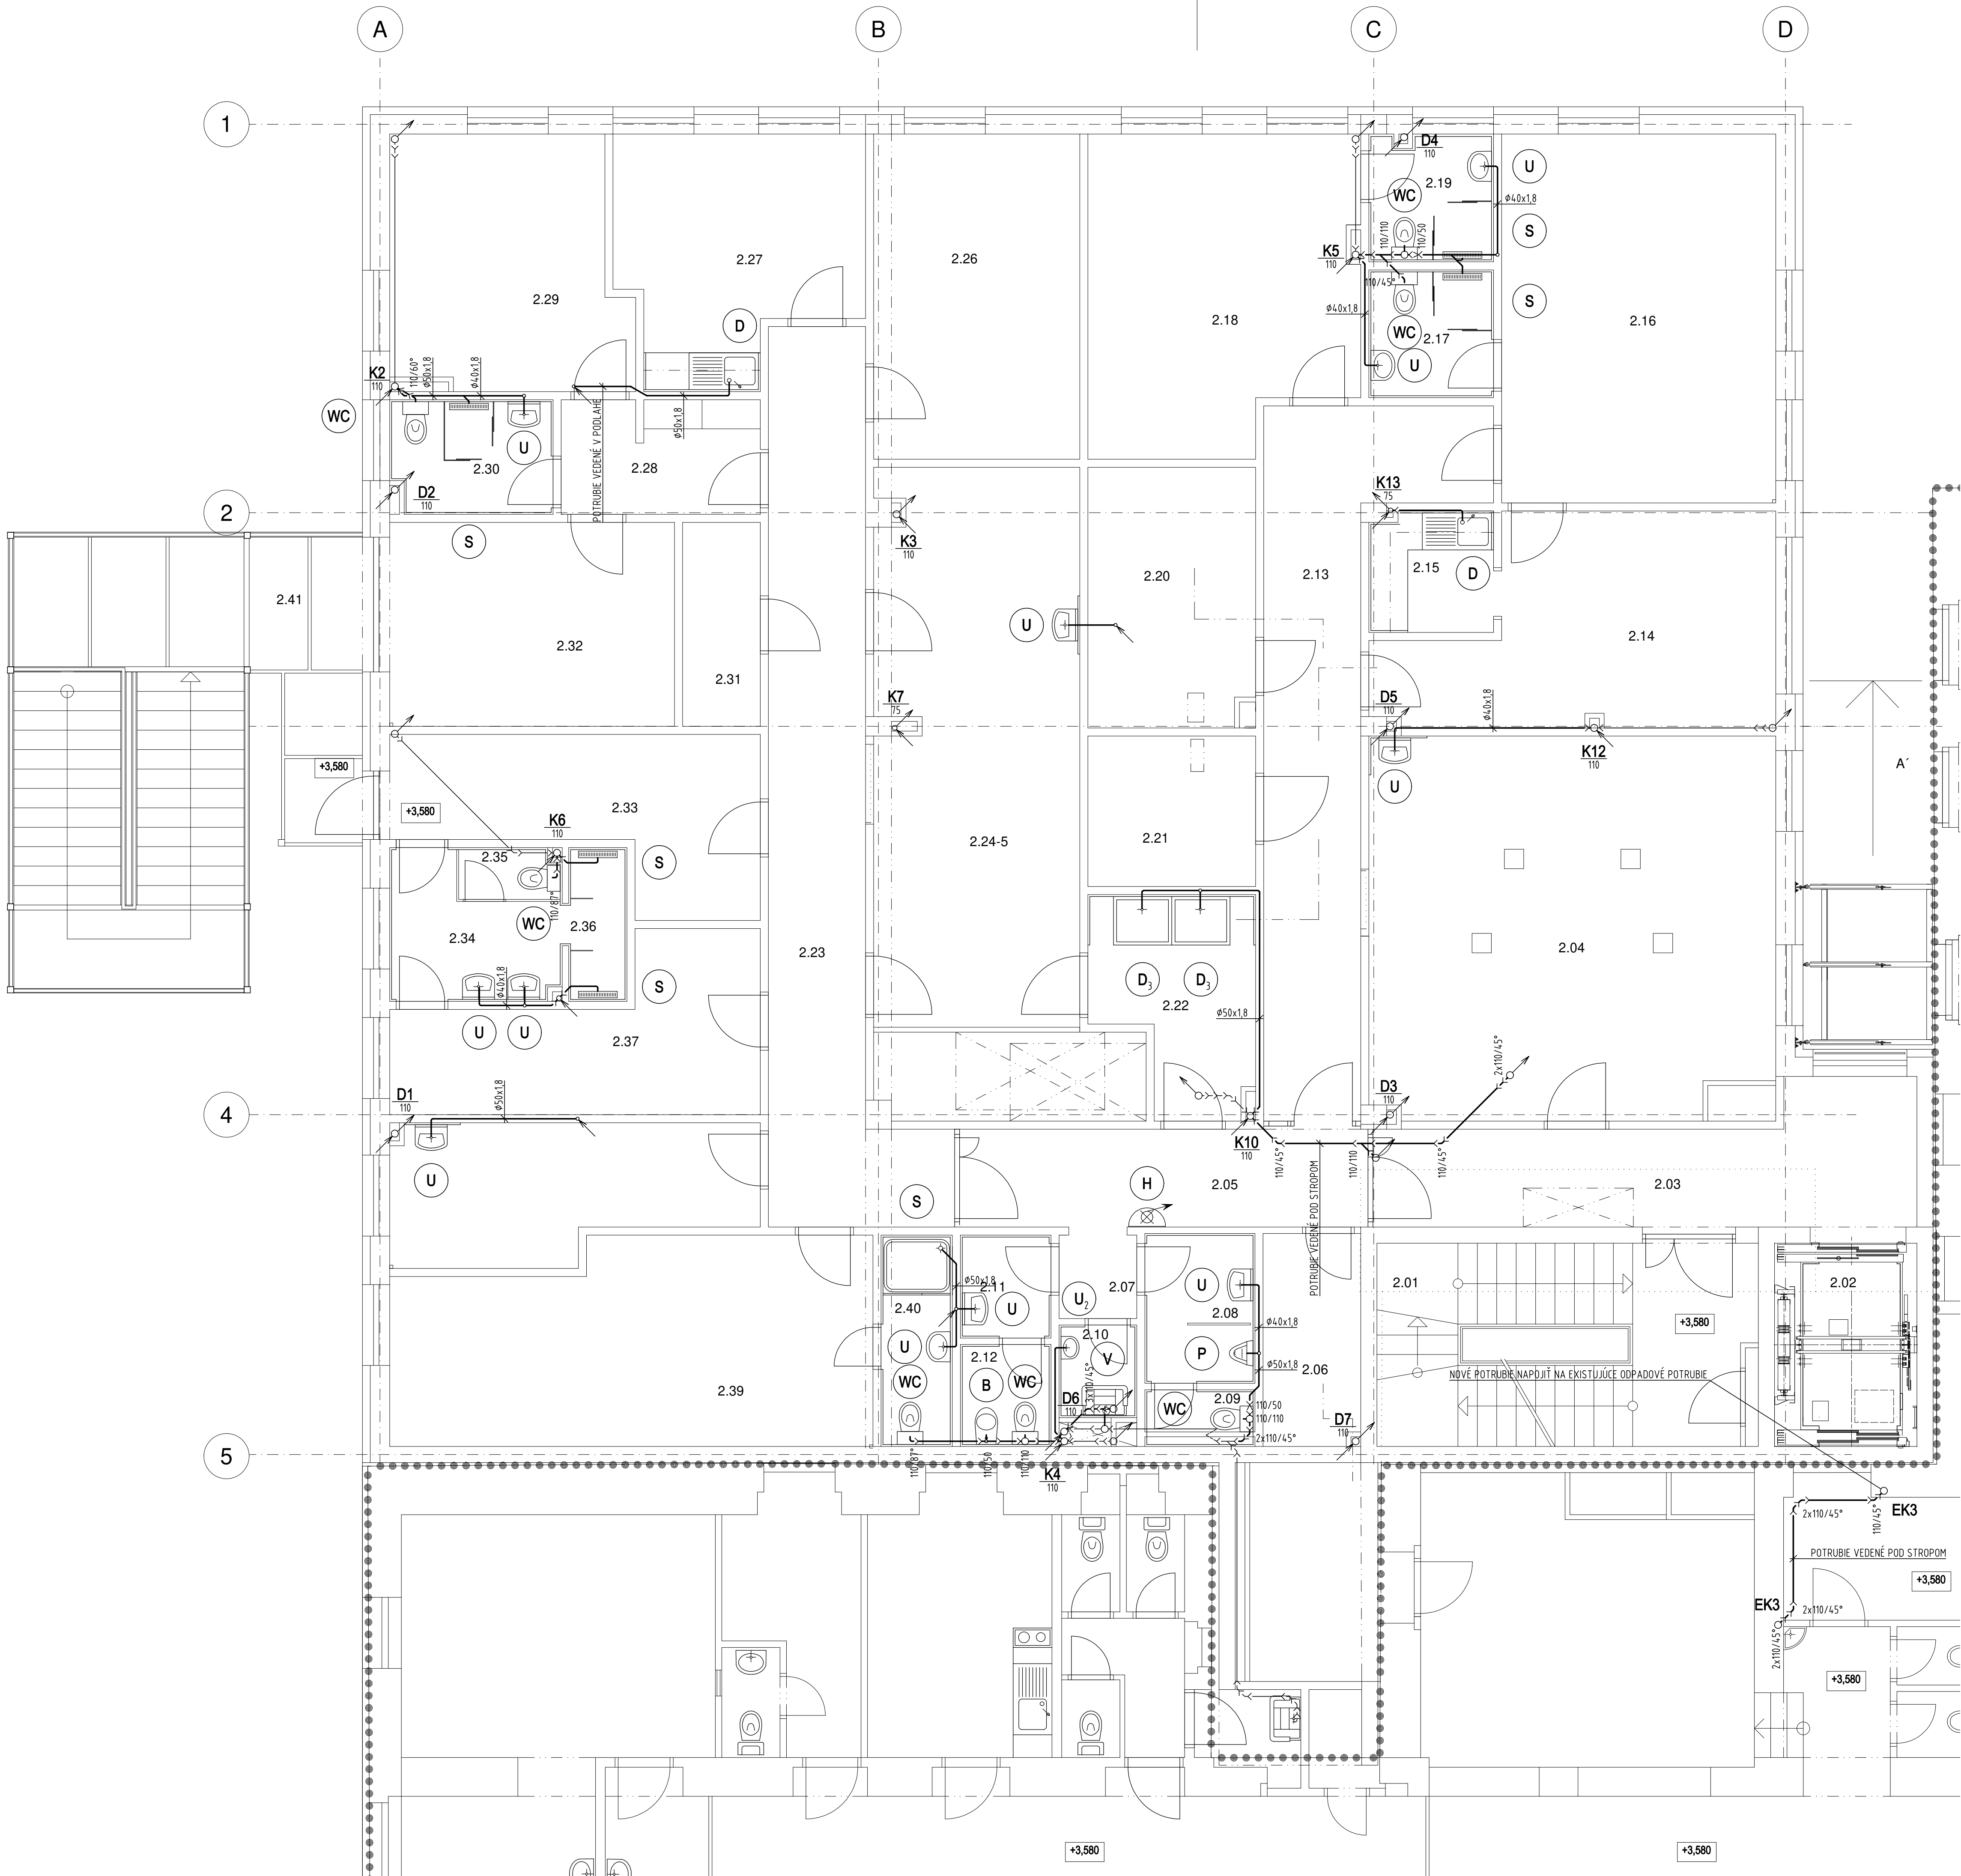 A B C D
1
D4
110
U
2.19
WC
Ø40x1,8
110/110
110/50
S
K5
110
2.27
2.26
2.29
110/45°
S
Ø40x1,8
2.18
2.16
D
WC
2.17
U
110/60°
Ø50x1,8
Ø40x1,8
K2
110
WC
Ø50x1,8
POTRUBIE VEDENÉ V PODLAHE
U
2.30
2.28
D2
110
K13
75
2
S
K3
110
2.15
D
2.20
2.13
2.41
U
2.14
2.32
2.31
K7
75
D5
110
Ø40x1,8
K12
110
+3,580
A´
U
+3,580
2.33
K6
110
2.24-5
2.21
2.35
S
110/87°
WC
2.34
2.36
2.04
2.23
Ø40x1,8
S
D3
D3
2.22
Ø50x1,8
U
U
2.37
2x110/45°
D1
110
Ø50x1,8
D3
110
4
K10
110
110/45°
110/110
110/45°
U
H
2.05
2.03
S
POTRUBIE VEDENÉ POD STROPOM
Ø50x1,8
2.11
2.07
U
2.01
2.02
U2
2.40
U
2.08
+3,580
Ø40x1,8
2.10
U
V
P
2.12
Ø50x1,8
2.06
NOVÉ POTRUBIE NAPOJIŤ NA EXISTUJÚCE ODPADOVÉ POTRUBIE
WC
B
WC
3x110/45°
2.39
D6
110
WC
2.09
110/50
110/110
2x110/45°
D7
110
5
110/87°
110/50
110/110
K4
110
EK3
2x110/45°
110/45°
POTRUBIE VEDENÉ POD STROPOM
+3,580
EK3
2x110/45°
2x110/45°
+3,580
+3,580
+3,580